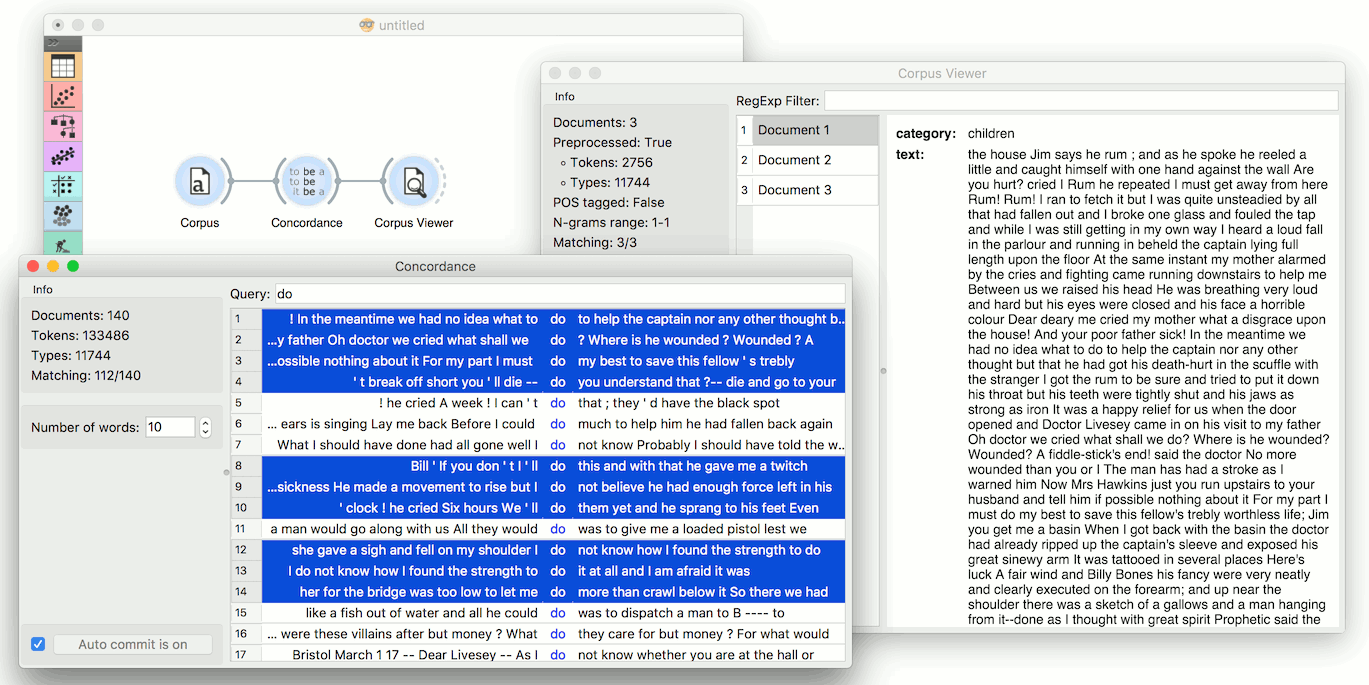 untitled
to be a
to be
it be a
Corpus
Concordance
Corpus Viewer
Corpus Viewer
Info
Documents: 3
Preprocessed: True
Tokens: 2756
Types: 11744
POS tagged: False
N-grams range: 1-1
Matching: 3/3
RegExp Filter:
1 Document 1
2 Document 2
3 Document 3
category: children
text: the house Jim says he rum ; and as he spoke he reeled a
little and caught himself with one hand against the wall Are
you hurt? cried I Rum he repeated I must get away from here
Rum! Rum! I ran to fetch it but I was quite unsteadied by all
that had fallen out and I broke one glass and fouled the tap
and while I was still getting in my own way I heard a loud fall
in the parlour and running in beheld the captain lying full
length upon the floor At the same instant my mother alarmed
by the cries and fighting came running downstairs to help me
Between us we raised his head He was breathing very loud
and hard but his eyes were closed and his face a horrible
colour Dear deary me cried my mother what a disgrace upon
the house! And your poor father sick! In the meantime we
had no idea what to do to help the captain nor any other
thought but that he had got his death-hurt in the scuffle with
the stranger I got the rum to be sure and tried to put it down
his throat but his teeth were tightly shut and his jaws as
strong as iron It was a happy relief for us when the door
opened and Doctor Livesey came in on his visit to my father
Oh doctor we cried what shall we do? Where is he wounded?
Wounded? A fiddle-stick's end! said the doctor No more
wounded than you or I The man has had a stroke as I
warned him Now Mrs Hawkins just you run upstairs to your
husband and tell him if possible nothing about it For my part I
must do my best to save this fellow's trebly worthless life; Jim
you get me a basin When I got back with the basin the doctor
had already ripped up the captain's sleeve and exposed his
great sinewy arm It was tattooed in several places Here's
luck A fair wind and Billy Bones his fancy were very neatly
and clearly executed on the forearm; and up near the
shoulder there was a sketch of a gallows and a man hanging
from it--done as I thought with great spirit Prophetic said the
Concordance
Info
Documents: 140
Tokens: 133486
Types: 11744
Matching: 112/140
Number of words: 10
Auto commit is on
Query: do
1 ! In the meantime we had no idea what to do to help the captain nor any other thought b...
2 ...y father Oh doctor we cried what shall we do ? Where is he wounded ? Wounded ? A
3 ...ossible nothing about it For my part I must do my best to save this fellow ' s trebly
4 ' t break off short you ' ll die -- do you understand that ?-- die and go to your
5 ! he cried A week ! I can ' t do that ; they ' d have the black spot
6 ... ears is singing Lay me back Before I could do much to help him he had fallen back again
7 What I should have done had all gone well I do not know Probably I should have told the w...
8 Bill ' If you don ' t I ' ll do this and with that he gave me a twitch
9 ...sickness He made a movement to rise but I do not believe he had enough force left in his
10 ' clock ! he cried Six hours We ' ll do them yet and he sprang to his feet Even
11 a man would go along with us All they would do was to give me a loaded pistol lest we
12 she gave a sigh and fell on my shoulder I do not know how I found the strength to do
13 I do not know how I found the strength to do it at all and I am afraid it was
14 her for the bridge was too low to let me do more than crawl below it So there we had
15 like a fish out of water and all he could do was to dispatch a man to B ---- to
16 ... were these villains after but money ? What do they care for but money ? For what would
17 Bristol March 1 17 -- Dear Livesey -- As I do not know whether you are at the hall or